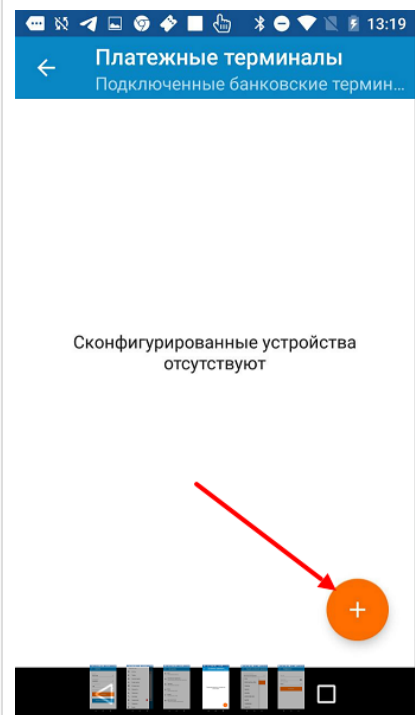 13:19
Платежные терминалы
Подключенные банковские термин...
Сконфигурированные устройства
отсутствуют